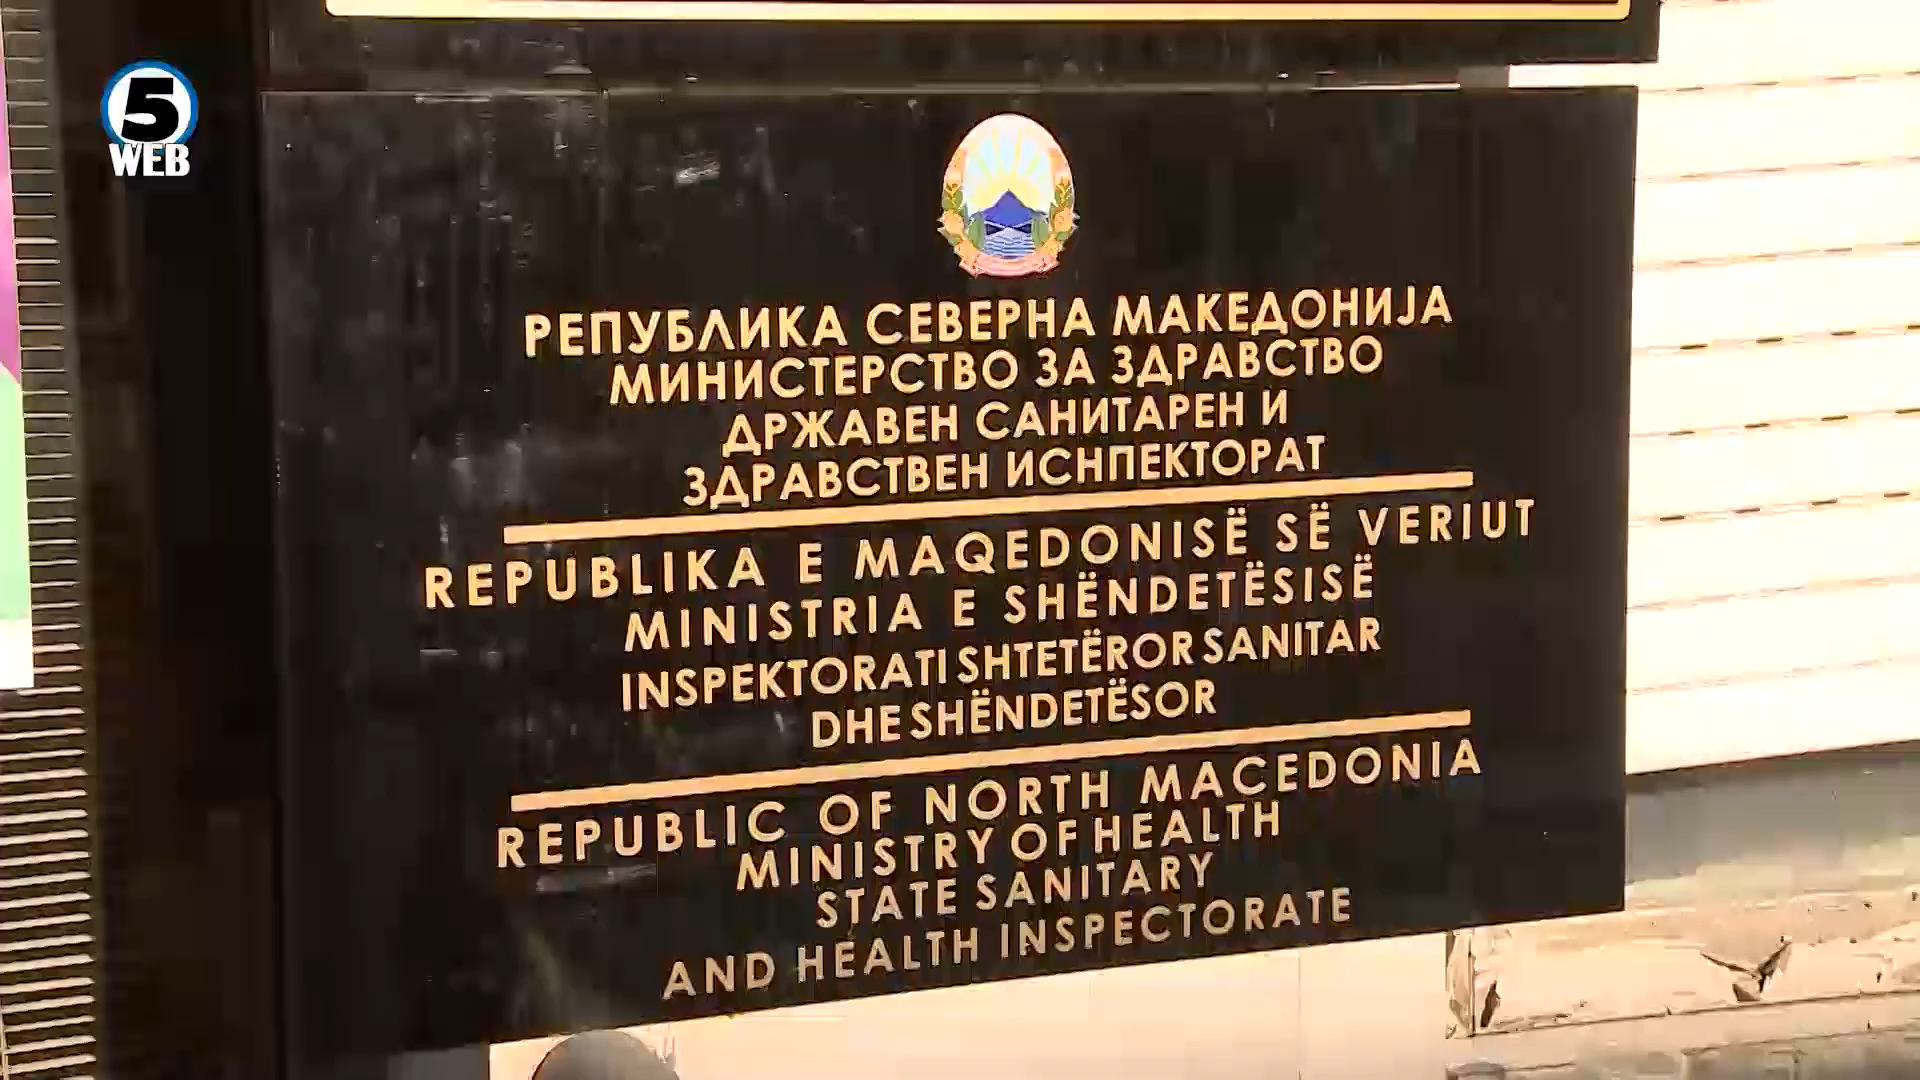 5
WEB
РЕПУБЛИКА СЕВЕРНА МАКЕДОНИЈА
МИНИСТЕРСТВО ЗА ЗДРАВСТВО
ДРЖАВЕН САНИТАРЕН И
ЗДРАВСТВЕН ИСНПЕКТОРАТ
REPUBLIKA E MAQEDONISË SË VERIUT
MINISTRIA E SHËNDETËSISË
INSPEKTORATI SHTETËROR SANITAR
DHE SHËNDETËSOR
REPUBLIC OF NORTH MACEDONIA
MINISTRY OF HEALTH
STATE SANITARY
AND HEALTH INSPECTORATE